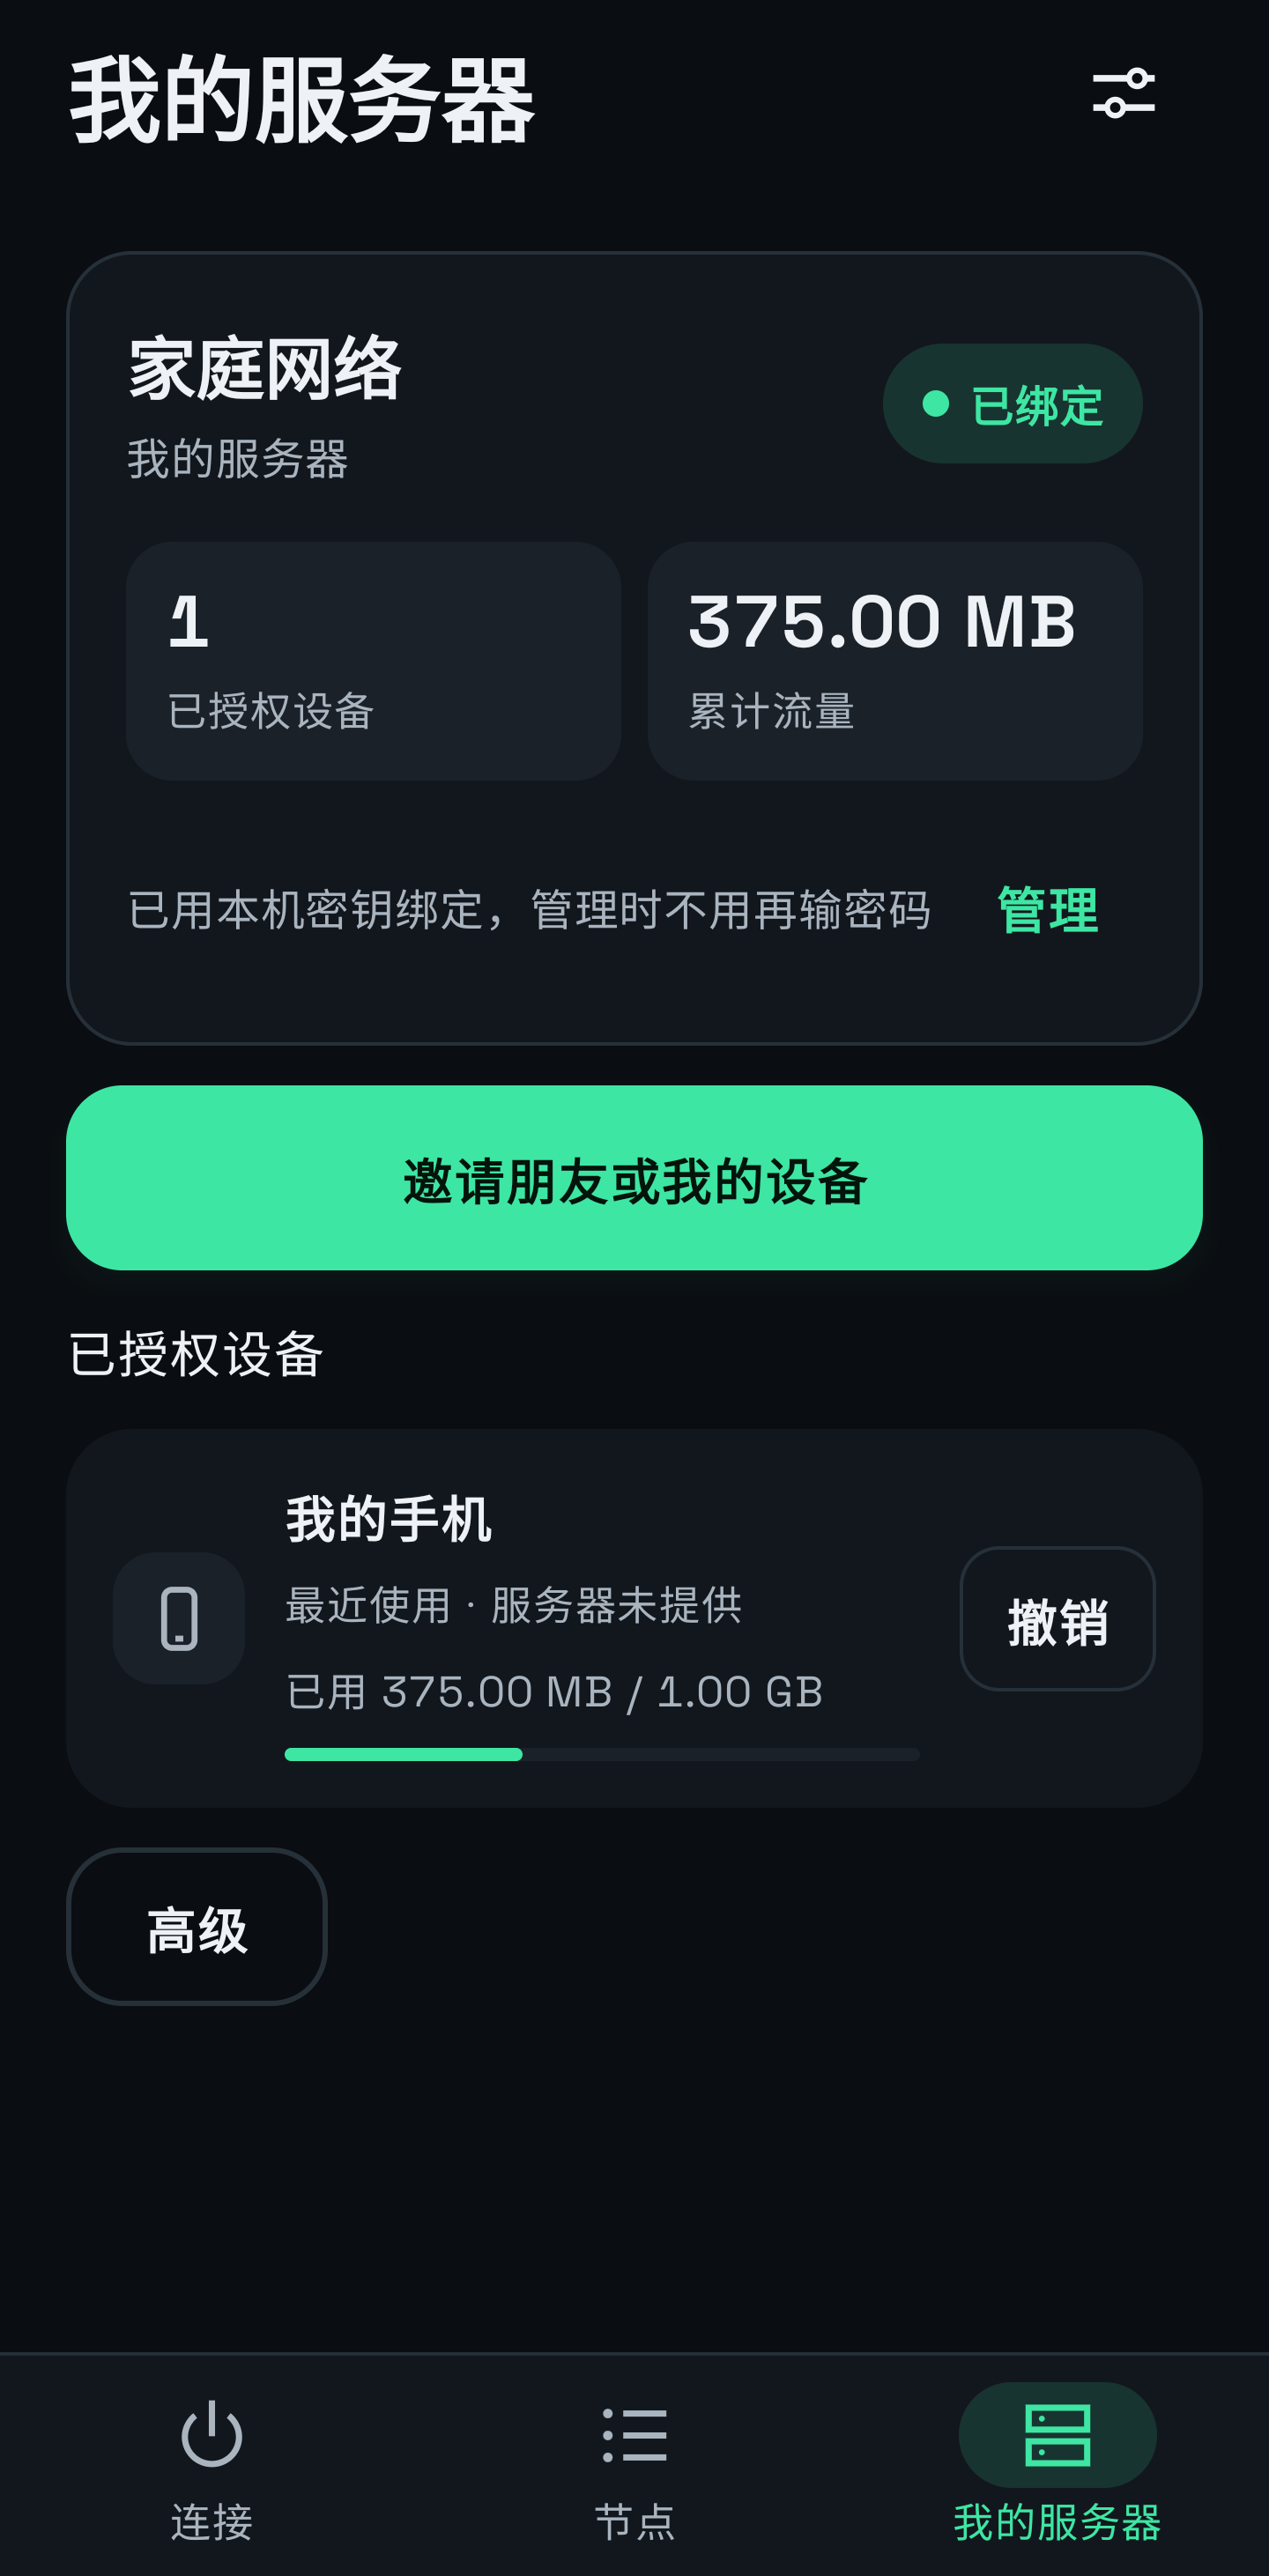 我的服务器
家庭网络
已绑定
我的服务器
1
375.00 MB
已授权设备
累计流量
已用本机密钥绑定，管理时不用再输密码
管理
邀请朋友或我的设备
已授权设备
我的手机
最近使用 · 服务器未提供
撤销
已用 375.00 MB / 1.00 GB
高级
连接
节点
我的服务器